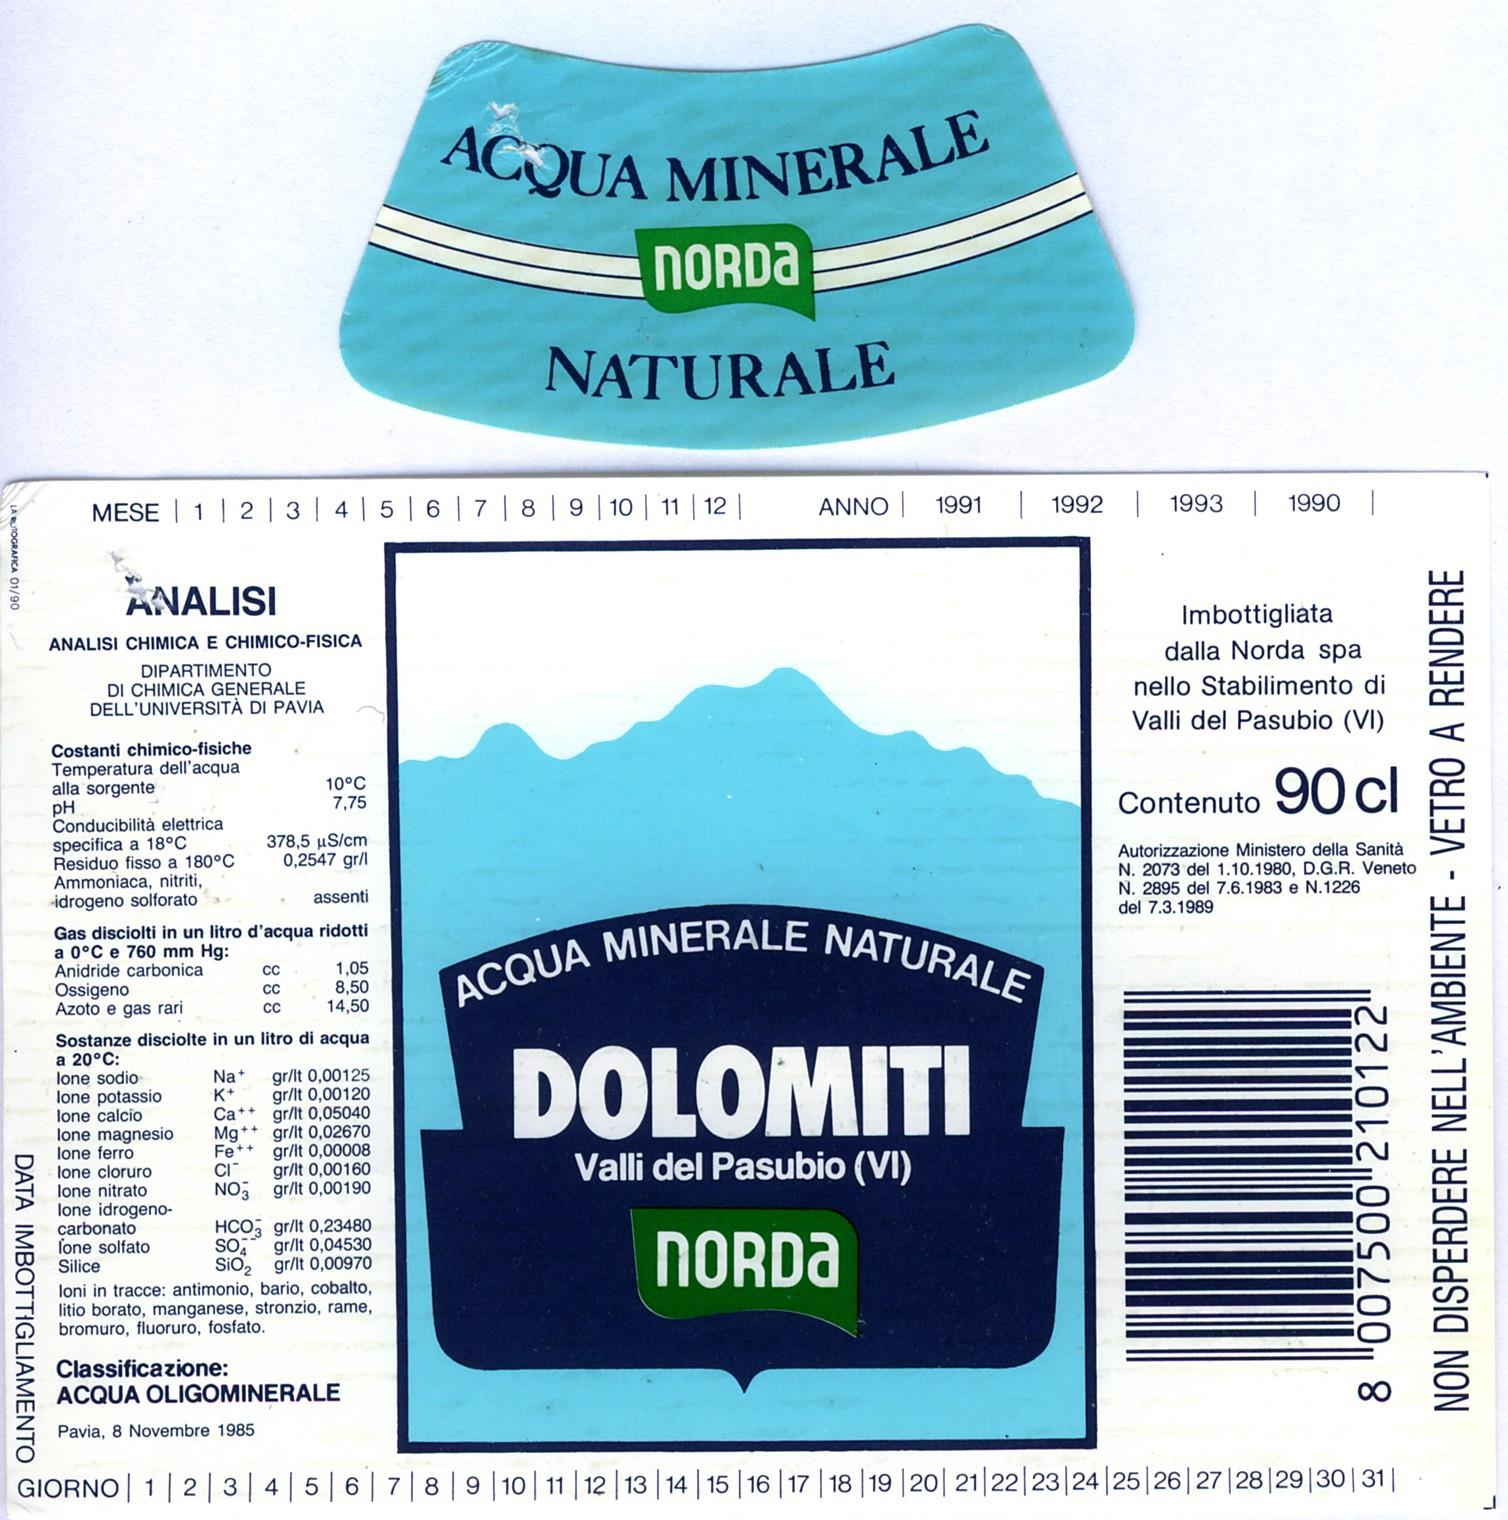 ACQUA MINERALE
NORDA
NATURALE
MESE | 1 | 2 | 3 | 4 | 5 | 6 | 7 | 8 | 9 | 10 | 11 | 12 |
ANNO | 1991 | 1992 | 1993 | 1990 |
LA ROTOGRAFICA 01/90
DATA IMBOTTIGLIAMENTO
ANALISI
ANALISI CHIMICA E CHIMICO-FISICA
DIPARTIMENTO
DI CHIMICA GENERALE
DELL'UNIVERSITÀ DI PAVIA
Costanti chimico-fisiche
Temperatura dell'acqua
alla sorgente 10°C
pH 7,75
Conducibilità elettrica
specifica a 18°C 378,5 µS/cm
Residuo fisso a 180°C 0,2547 gr/l
Ammoniaca, nitriti,
idrogeno solforato assenti
Gas disciolti in un litro d'acqua ridotti
a 0°C e 760 mm Hg:
Anidride carbonica cc 1,05
Ossigeno cc 8,50
Azoto e gas rari cc 14,50
Sostanze disciolte in un litro di acqua
a 20°C:
Ione sodio Na⁺ gr/lt 0,00125
Ione potassio K⁺ gr/lt 0,00120
Ione calcio Ca⁺⁺ gr/lt 0,05040
Ione magnesio Mg⁺⁺ gr/lt 0,02670
Ione ferro Fe⁺⁺ gr/lt 0,00008
Ione cloruro Cl⁻ gr/lt 0,00160
Ione nitrato NO₃⁻ gr/lt 0,00190
Ione idrogeno-
carbonato HCO₃⁻ gr/lt 0,23480
Ione solfato SO₄⁻⁻ gr/lt 0,04530
Silice SiO₂ gr/lt 0,00970
Ioni in tracce: antimonio, bario, cobalto,
litio borato, manganese, stronzio, rame,
bromuro, fluoruro, fosfato.
Classificazione:
ACQUA OLIGOMINERALE
Pavia, 8 Novembre 1985
ACQUA MINERALE NATURALE
DOLOMITI
Valli del Pasubio (VI)
NORDA
Imbottigliata
dalla Norda spa
nello Stabilimento di
Valli del Pasubio (VI)
Contenuto 90 cl
Autorizzazione Ministero della Sanità
N. 2073 del 1.10.1980, D.G.R. Veneto
N. 2895 del 7.6.1983 e N.1226
del 7.3.1989
8 007500 210122
NON DISPERDERE NELL'AMBIENTE - VETRO A RENDERE
GIORNO | 1 | 2 | 3 | 4 | 5 | 6 | 7 | 8 | 9 | 10 | 11 | 12 | 13 | 14 | 15 | 16 | 17 | 18 | 19 | 20 | 21 | 22 | 23 | 24 | 25 | 26 | 27 | 28 | 29 | 30 | 31 |